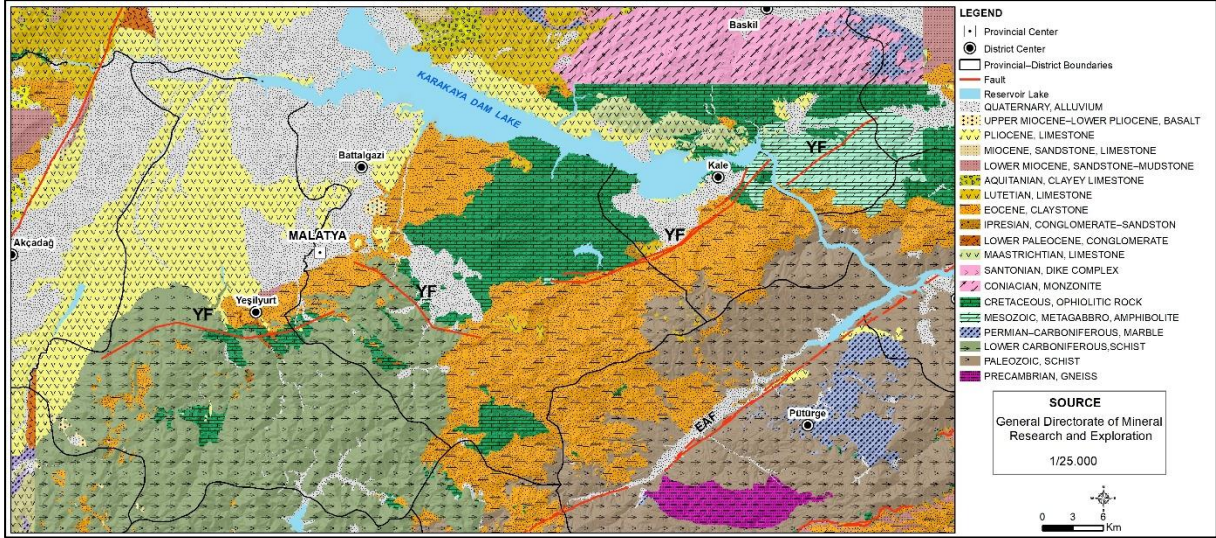 Baskil
KARAKAYA DAM LAKE
YF
Battalgazi
Kale
MALATYA
YF
Akçadağ
YF
Yeşilyurt
YF
EAF
Pütürge
LEGEND
Provincial Center
District Center
Provincial–District Boundaries
Fault
Reservoir Lake
QUATERNARY, ALLUVIUM
UPPER MIOCENE–LOWER PLIOCENE, BASALT
PLIOCENE, LIMESTONE
MIOCENE, SANDSTONE, LIMESTONE
LOWER MIOCENE, SANDSTONE–MUDSTONE
AQUITANIAN, CLAYEY LIMESTONE
LUTETIAN, LIMESTONE
EOCENE, CLAYSTONE
IPRESIAN, CONGLOMERATE–SANDSTON
LOWER PALEOCENE, CONGLOMERATE
MAASTRICHTIAN, LIMESTONE
SANTONIAN, DIKE COMPLEX
CONIACIAN, MONZONITE
CRETACEOUS, OPHIOLITIC ROCK
MESOZOIC, METAGABBRO, AMPHIBOLITE
PERMIAN–CARBONIFEROUS, MARBLE
LOWER CARBONIFEROUS,SCHIST
PALEOZOIC, SCHIST
PRECAMBRIAN, GNEISS
SOURCE
General Directorate of Mineral
Research and Exploration
1/25.000
0 3 6
Km